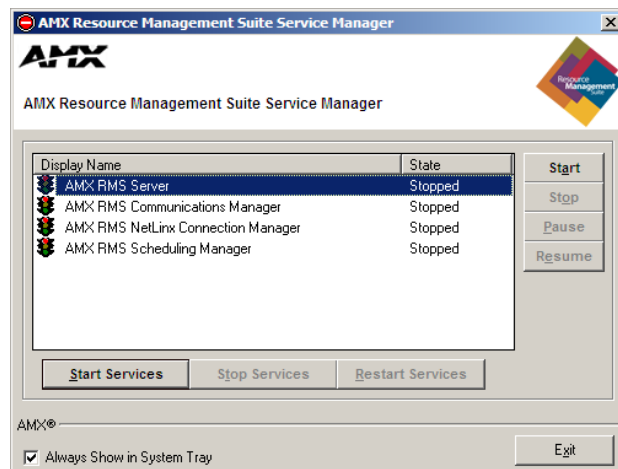 AMX Resource Management Suite Service Manager
AMX
Resource
Management
Suite
AMX Resource Management Suite Service Manager
Display Name State
AMX RMS Server Stopped
AMX RMS Communications Manager Stopped
AMX RMS NetLinx Connection Manager Stopped
AMX RMS Scheduling Manager Stopped
Start
Stop
Pause
Resume
Start Services Stop Services Restart Services
AMX®
Always Show in System Tray
Exit